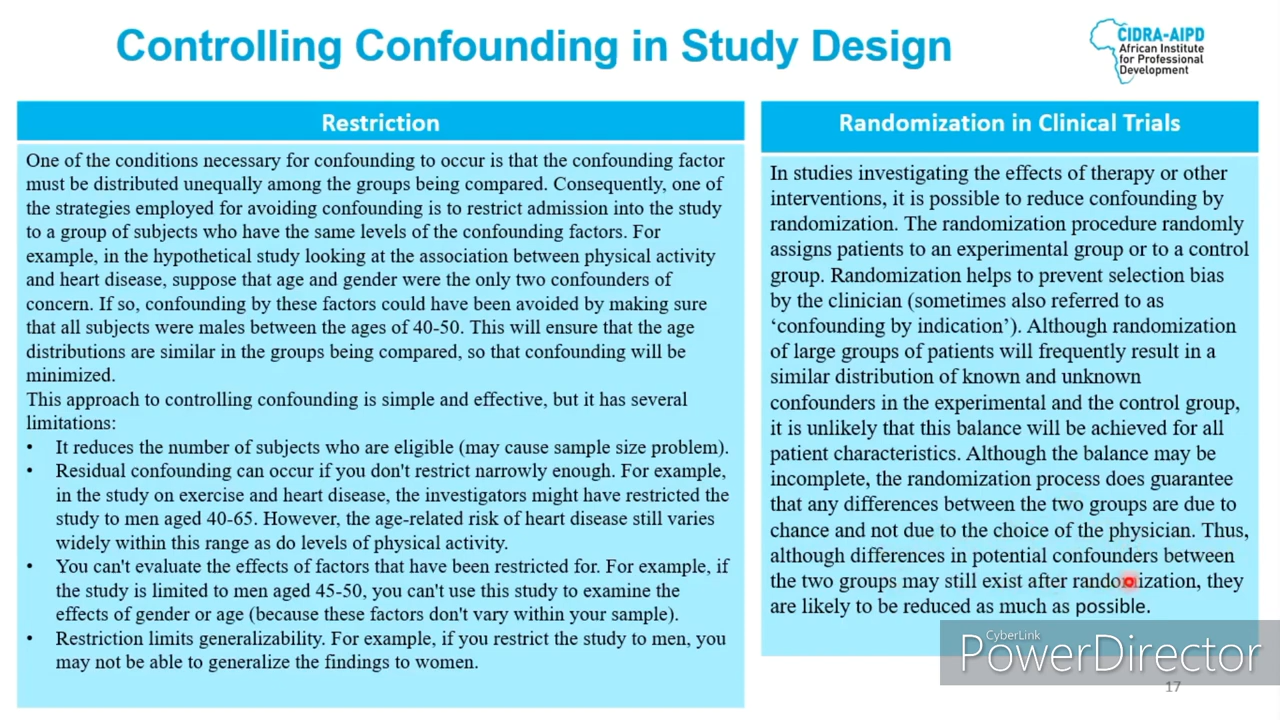 Controlling Confounding in Study Design
CIDRA-AIPD
African Institute
for Professional
Development
Restriction
One of the conditions necessary for confounding to occur is that the confounding factor
must be distributed unequally among the groups being compared. Consequently, one of
the strategies employed for avoiding confounding is to restrict admission into the study
to a group of subjects who have the same levels of the confounding factors. For
example, in the hypothetical study looking at the association between physical activity
and heart disease, suppose that age and gender were the only two confounders of
concern. If so, confounding by these factors could have been avoided by making sure
that all subjects were males between the ages of 40-50. This will ensure that the age
distributions are similar in the groups being compared, so that confounding will be
minimized.
This approach to controlling confounding is simple and effective, but it has several
limitations:
• It reduces the number of subjects who are eligible (may cause sample size problem).
• Residual confounding can occur if you don't restrict narrowly enough. For example,
in the study on exercise and heart disease, the investigators might have restricted the
study to men aged 40-65. However, the age-related risk of heart disease still varies
widely within this range as do levels of physical activity.
• You can't evaluate the effects of factors that have been restricted for. For example, if
the study is limited to men aged 45-50, you can't use this study to examine the
effects of gender or age (because these factors don't vary within your sample).
• Restriction limits generalizability. For example, if you restrict the study to men, you
may not be able to generalize the findings to women.
Randomization in Clinical Trials
In studies investigating the effects of therapy or other
interventions, it is possible to reduce confounding by
randomization. The randomization procedure randomly
assigns patients to an experimental group or to a control
group. Randomization helps to prevent selection bias
by the clinician (sometimes also referred to as
‘confounding by indication’). Although randomization
of large groups of patients will frequently result in a
similar distribution of known and unknown
confounders in the experimental and the control group,
it is unlikely that this balance will be achieved for all
patient characteristics. Although the balance may be
incomplete, the randomization process does guarantee
that any differences between the two groups are due to
chance and not due to the choice of the physician. Thus,
although differences in potential confounders between
the two groups may still exist after randomization, they
are likely to be reduced as much as possible.
CyberLink
PowerDirector
17